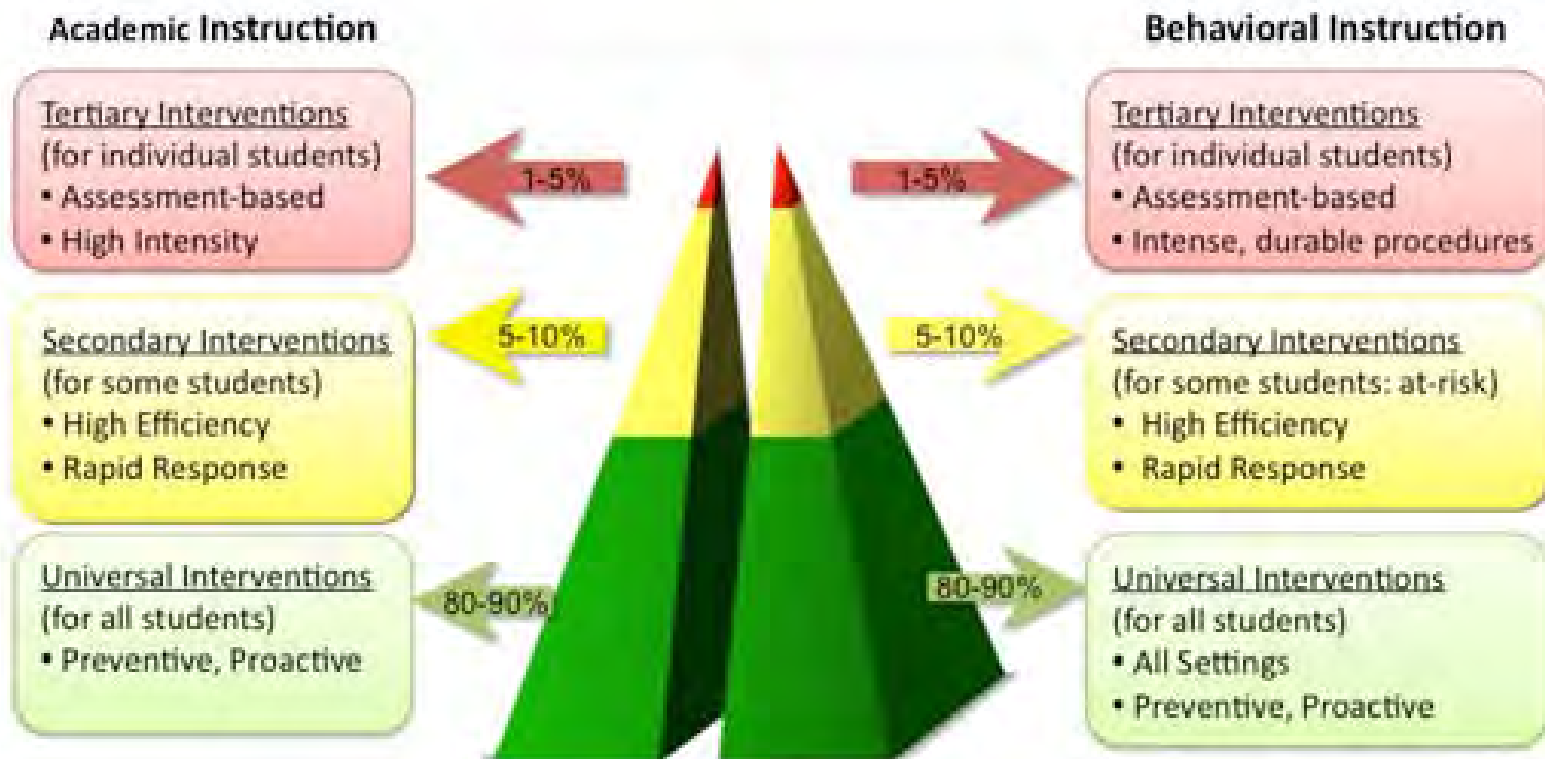 Academic Instruction
Tertiary Interventions
(for individual students)
• Assessment-based
• High Intensity
1-5%
Secondary Interventions
(for some students)
• High Efficiency
• Rapid Response
5-10%
Universal Interventions
(for all students)
• Preventive, Proactive
80-90%
Behavioral Instruction
1-5%
Tertiary Interventions
(for individual students)
• Assessment-based
• Intense, durable procedures
5-10%
Secondary Interventions
(for some students: at-risk)
• High Efficiency
• Rapid Response
80-90%
Universal Interventions
(for all students)
• All Settings
• Preventive, Proactive